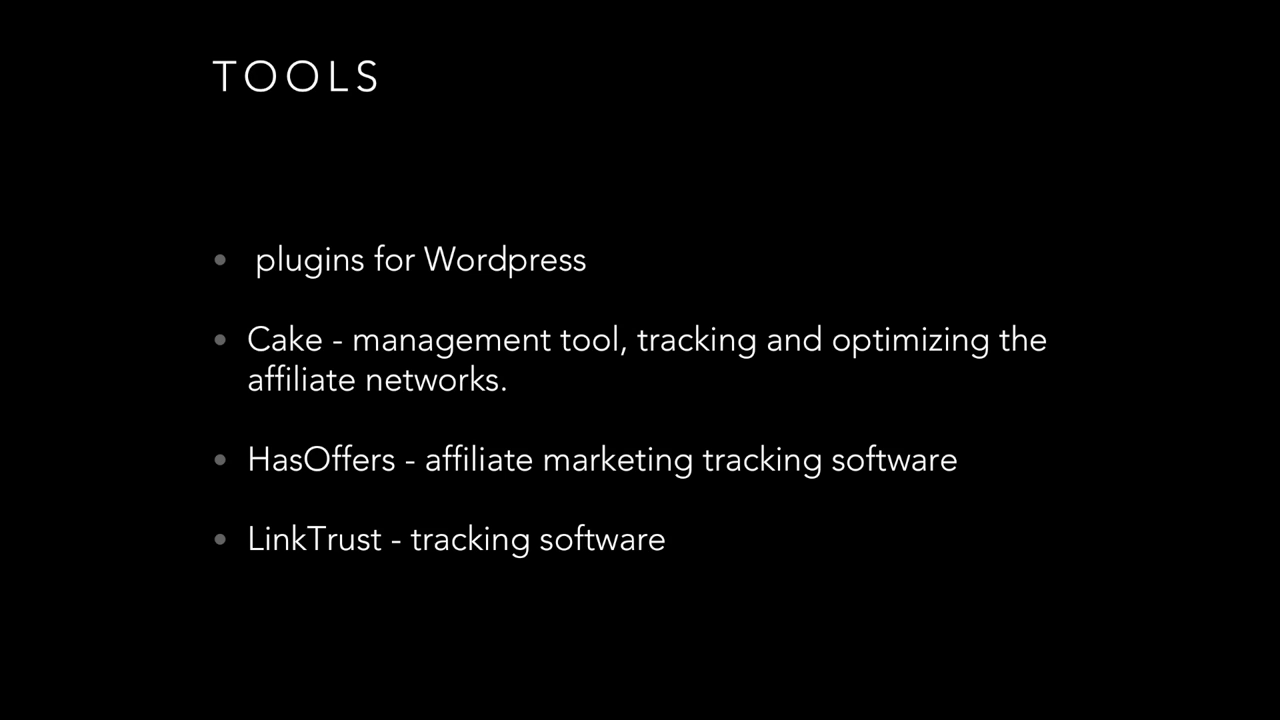 TOOLS
• plugins for Wordpress
• Cake - management tool, tracking and optimizing the
affiliate networks.
• HasOffers - affiliate marketing tracking software
• LinkTrust - tracking software